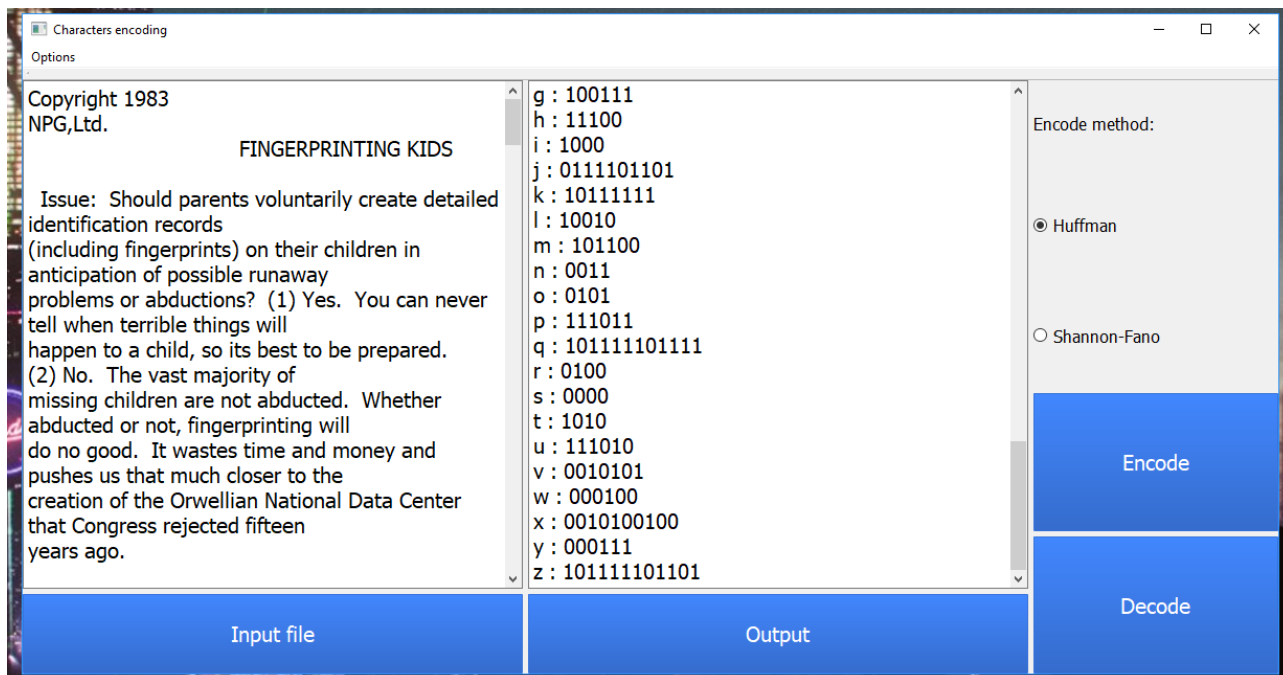 Characters encoding
Options
Copyright 1983
NPG,Ltd.
FINGERPRINTING KIDS
Issue:  Should parents voluntarily create detailed
identification records
(including fingerprints) on their children in
anticipation of possible runaway
problems or abductions?  (1) Yes.  You can never
tell when terrible things will
happen to a child, so its best to be prepared.
(2) No.  The vast majority of
missing children are not abducted.  Whether
abducted or not, fingerprinting will
do no good.  It wastes time and money and
pushes us that much closer to the
creation of the Orwellian National Data Center
that Congress rejected fifteen
years ago.
g : 100111
h : 11100
i : 1000
j : 0111101101
k : 10111111
l : 10010
m : 101100
n : 0011
o : 0101
p : 111011
q : 101111101111
r : 0100
s : 0000
t : 1010
u : 111010
v : 0010101
w : 000100
x : 0010100100
y : 000111
z : 101111101101
Encode method:
Huffman
Shannon-Fano
Encode
Decode
Input file
Output